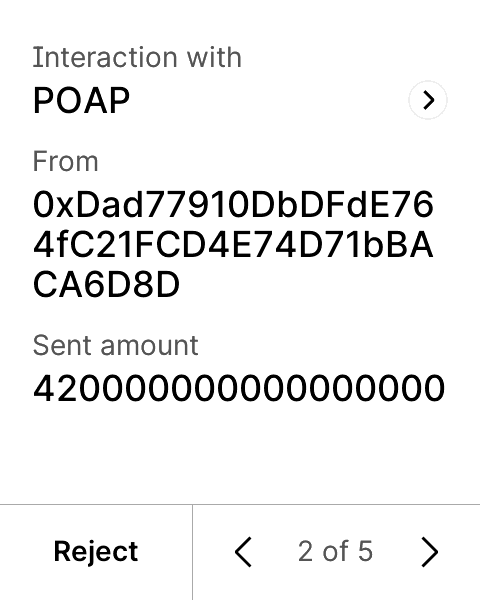 Interaction with
POAP
From
0xDad77910DbDFdE76
4fC21FCD4E74D71bBA
CA6D8D
Sent amount
420000000000000000
Reject
2 of 5